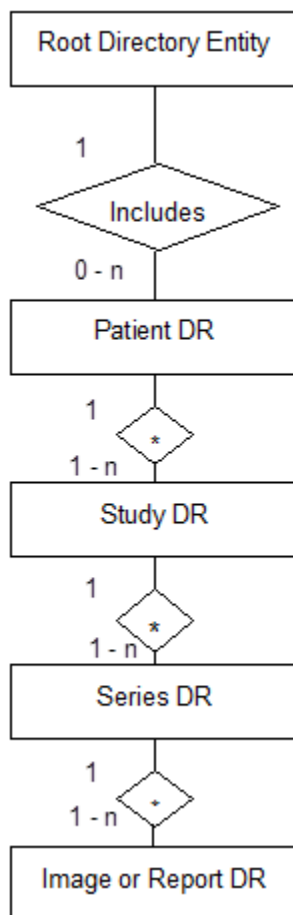 Root Directory Entity
1
Includes
0 - n
Patient DR
1
*
1 - n
Study DR
1
*
1 - n
Series DR
1
*
1 - n
Image or Report DR